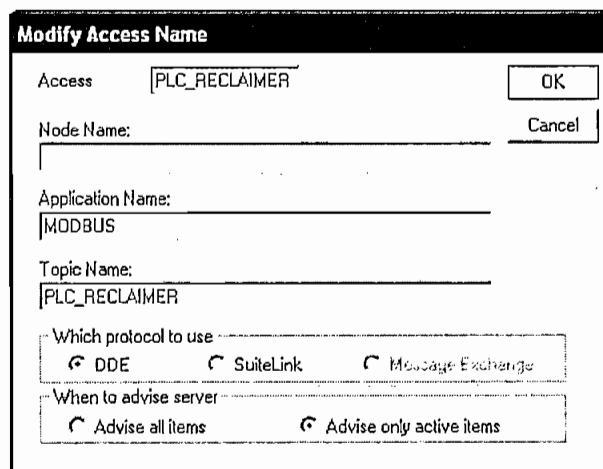 Modify Access Name
Access PLC_RECLAIMER OK
Node Name: Cancel
Application Name:
MODBUS
Topic Name:
PLC_RECLAIMER
Which protocol to use
DDE SuiteLink Message Exchange
When to advise server
Advise all items Advise only active items